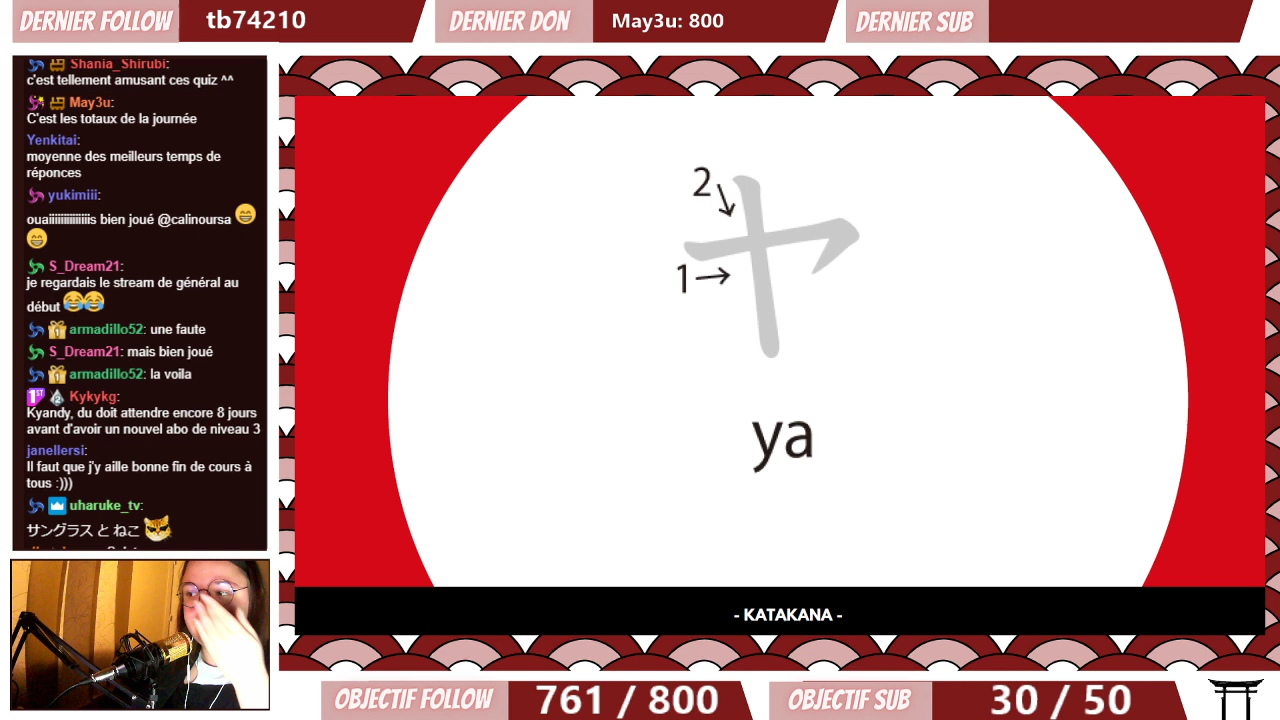 DERNIER FOLLOW tb74210 DERNIER DON May3u: 800 DERNIER SUB
Shania_Shirubi:
c'est tellement amusant ces quiz ^^
May3u:
C'est les totaux de la journée
Yenkitai:
moyenne des meilleurs temps de
réponces
yukimiii:
ouaiiiiiiiiiiiiiis bien joué @calinoursa
S_Dream21:
je regardais le stream de général au
début
armadillo52: une faute
S_Dream21: mais bien joué
armadillo52: la voila
1ST Kykykg:
Kyandy, du doit attendre encore 8 jours
avant d'avoir un nouvel abo de niveau 3
janellersi:
Il faut que j'y aille bonne fin de cours à
tous :)))
uharuke_tv:
サングラス と ねこ
2
ヤ
1
ya
- KATAKANA -
OBJECTIF FOLLOW 761 / 800 OBJECTIF SUB 30 / 50